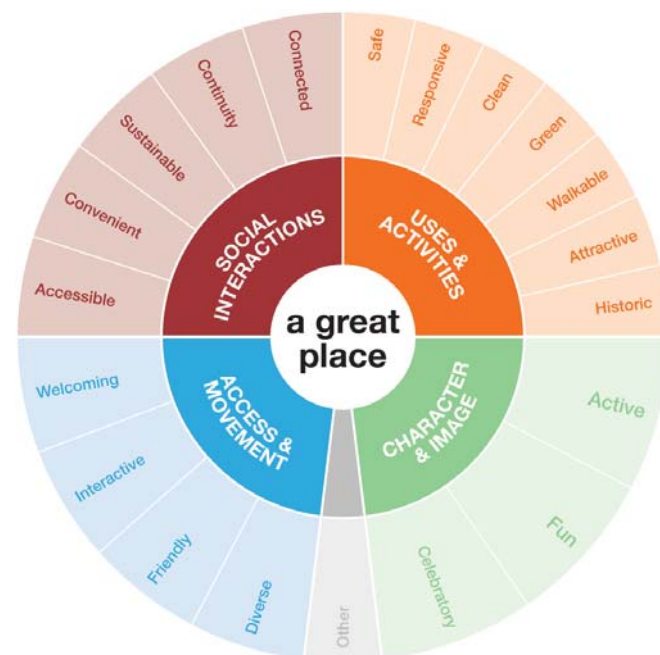 a great
place
SOCIAL
INTERACTIONS
USES &
ACTIVITIES
CHARACTER
& IMAGE
ACCESS &
MOVEMENT
Safe
Responsive
Clean
Green
Walkable
Attractive
Historic
Active
Fun
Celebratory
Other
Diverse
Friendly
Interactive
Welcoming
Accessible
Convenient
Sustainable
Continuity
Connected